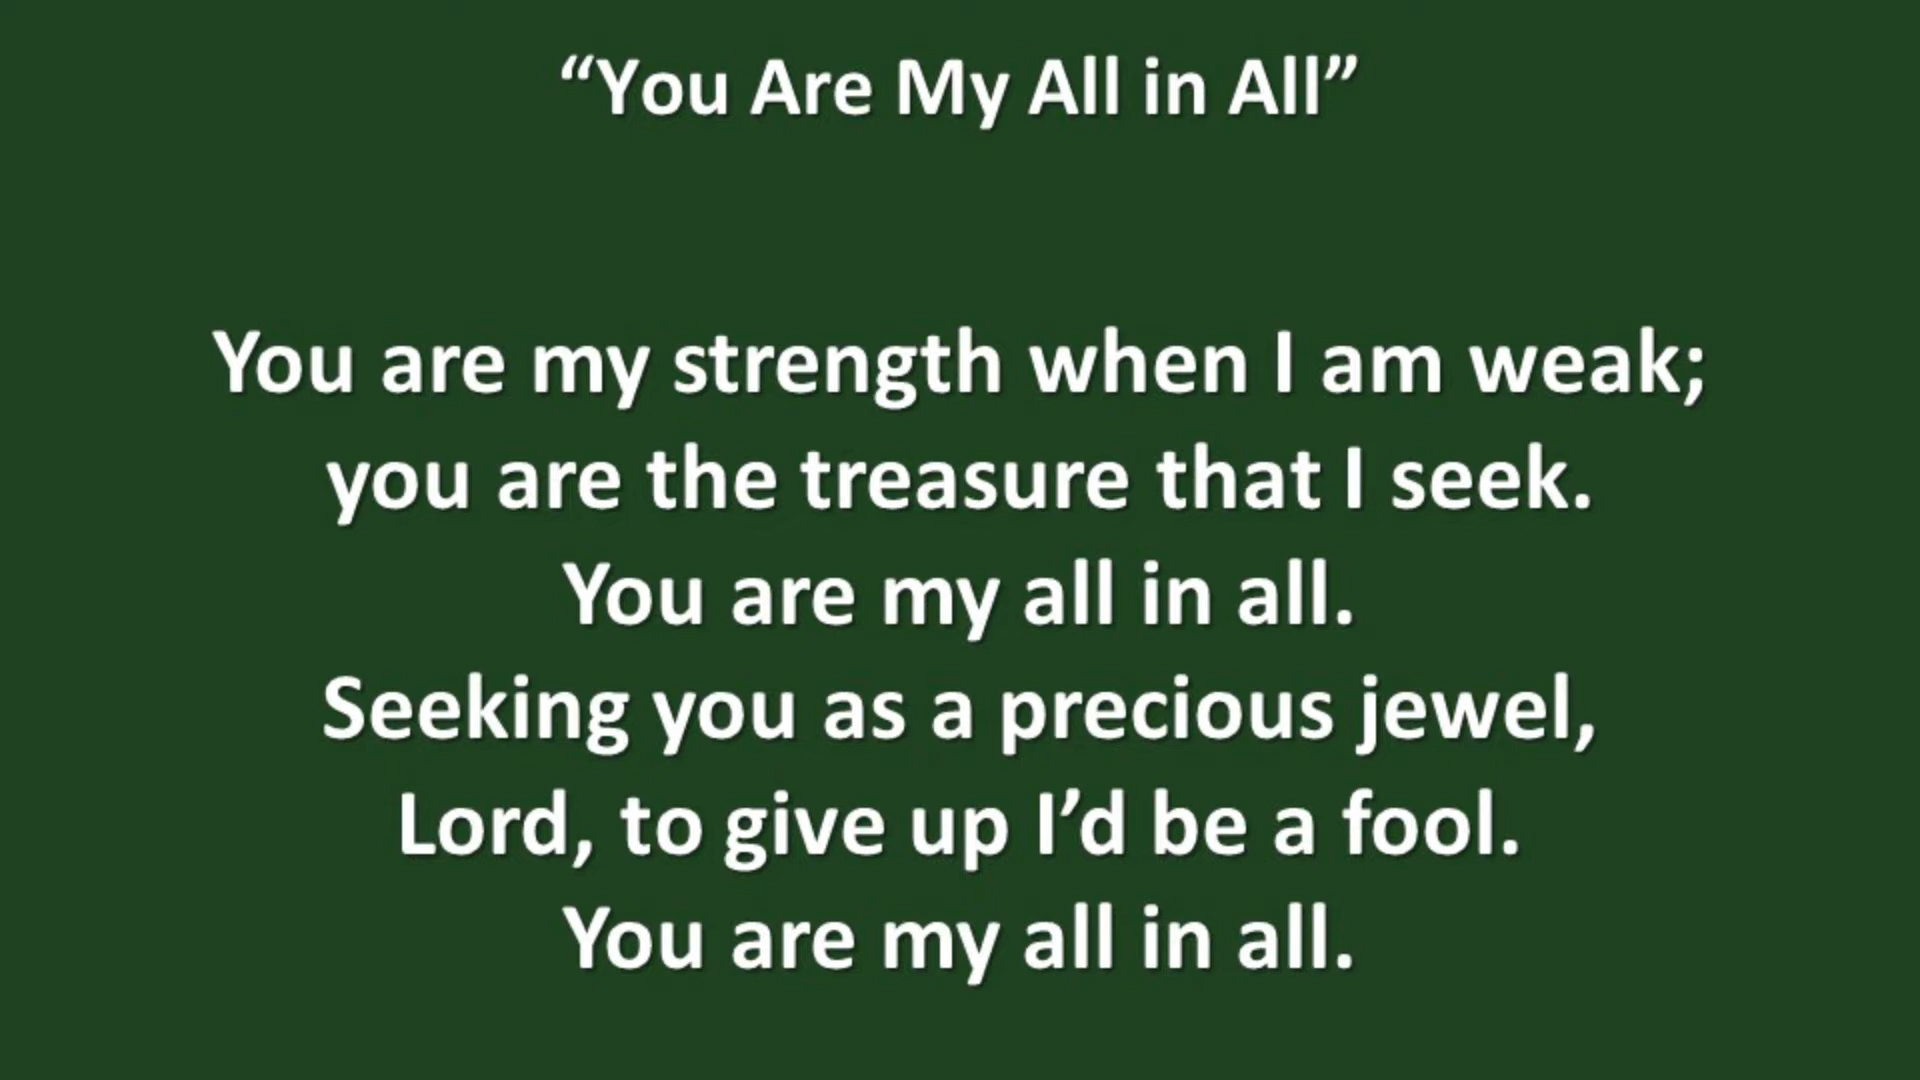 “You Are My All in All”
You are my strength when I am weak;
you are the treasure that I seek.
You are my all in all.
Seeking you as a precious jewel,
Lord, to give up I’d be a fool.
You are my all in all.